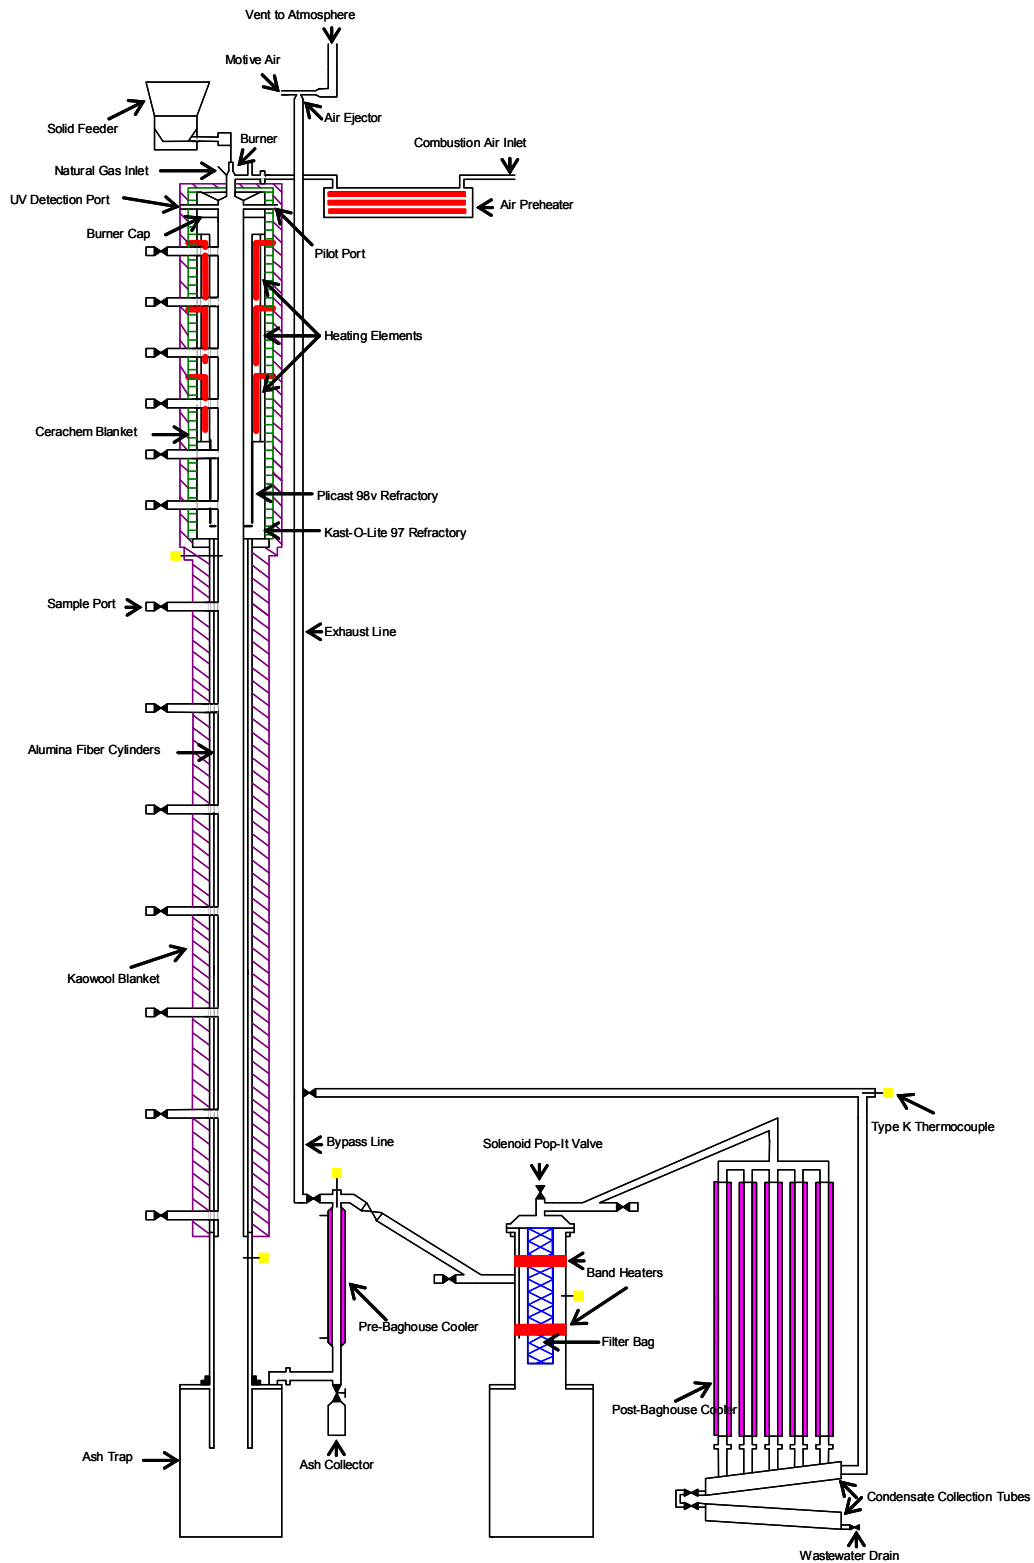 Vent to Atmosphere
Motive Air
Solid Feeder
Air Ejector
Burner
Combustion Air Inlet
Natural Gas Inlet
UV Detection Port
Air Preheater
Burner Cap
Pilot Port
Heating Elements
Cerachem Blanket
Plicast 98v Refractory
Kast-O-Lite 97 Refractory
Sample Port
Exhaust Line
Alumina Fiber Cylinders
Kaowool Blanket
Type K Thermocouple
Bypass Line
Solenoid Pop-It Valve
Band Heaters
Pre-Baghouse Cooler
Filter Bag
Post-Baghouse Cooler
Ash Trap
Ash Collector
Condensate Collection Tubes
Wastewater Drain